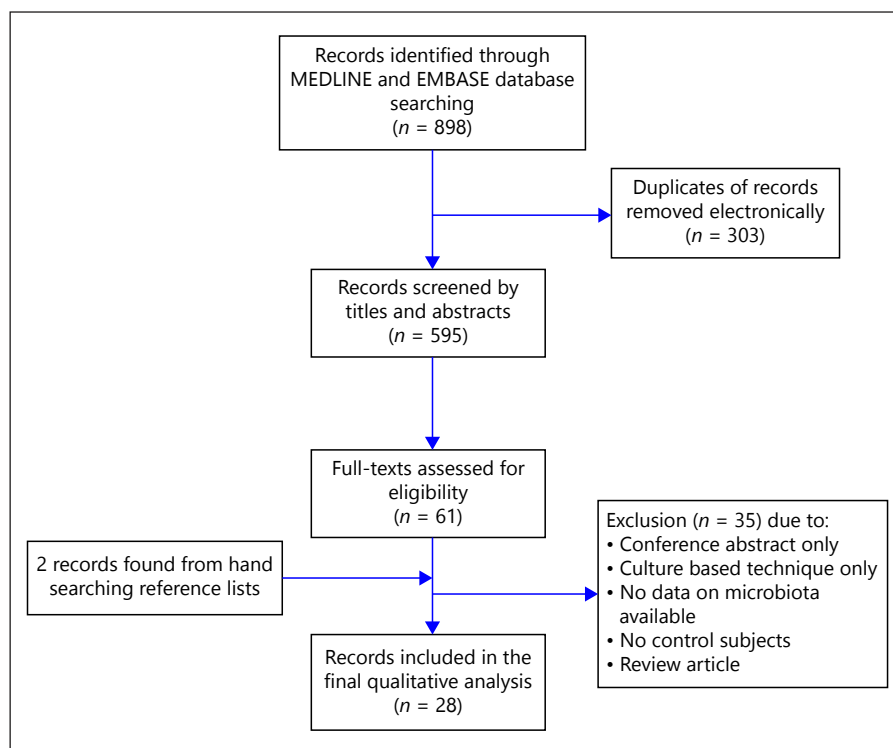 Records identified through
MEDLINE and EMBASE database
searching
(n = 898)
Duplicates of records
removed electronically
(n = 303)
Records screened by
titles and abstracts
(n = 595)
Full-texts assessed for
eligibility
(n = 61)
2 records found from hand
searching reference lists
Exclusion (n = 35) due to:
• Conference abstract only
• Culture based technique only
• No data on microbiota
available
• No control subjects
• Review article
Records included in the
final qualitative analysis
(n = 28)